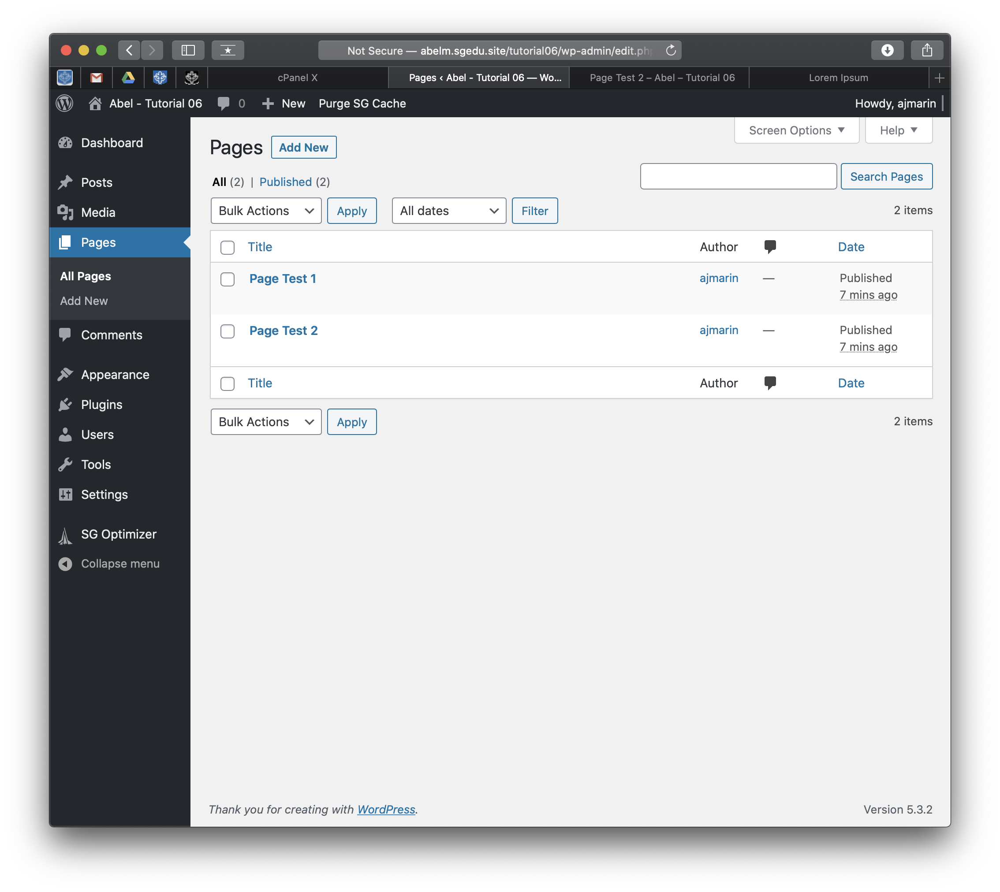 Not Secure — abelm.sgedu.site/tutorial06/wp-admin/edit.php
cPanel X
Pages ‹ Abel - Tutorial 06 — Wo...
Page Test 2 – Abel – Tutorial 06
Lorem Ipsum
Abel - Tutorial 06 0 New Purge SG Cache Howdy, ajmarin
Dashboard
Posts
Media
Pages
All Pages
Add New
Comments
Appearance
Plugins
Users
Tools
Settings
SG Optimizer
Collapse menu
Screen Options Help
Pages Add New
All (2) | Published (2)
Search Pages
Bulk Actions Apply All dates Filter 2 items
Title Author Date
Page Test 1 ajmarin — Published
7 mins ago
Page Test 2 ajmarin — Published
7 mins ago
Title Author Date
Bulk Actions Apply 2 items
Thank you for creating with WordPress. Version 5.3.2